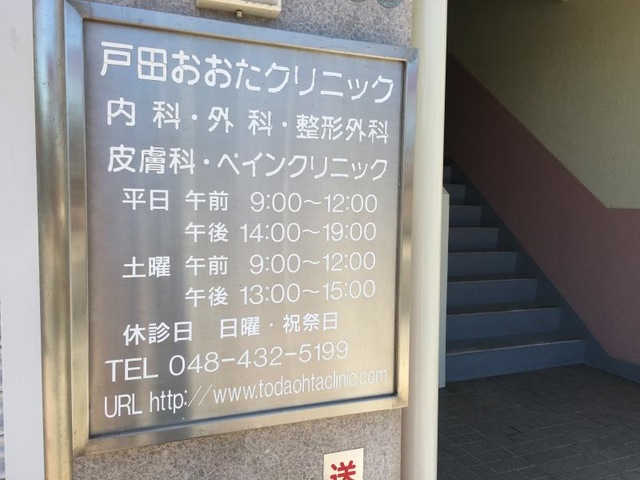 戸田おおたクリニック
内科・外科・整形外科
皮膚科・ペインクリニック
平日 午前 9:00〜12:00
午後 14:00〜19:00
土曜 午前 9:00〜12:00
午後 13:00〜15:00
休診日 日曜・祝祭日
TEL 048-432-5199
URL http://www.todaohtaclinic.com
送